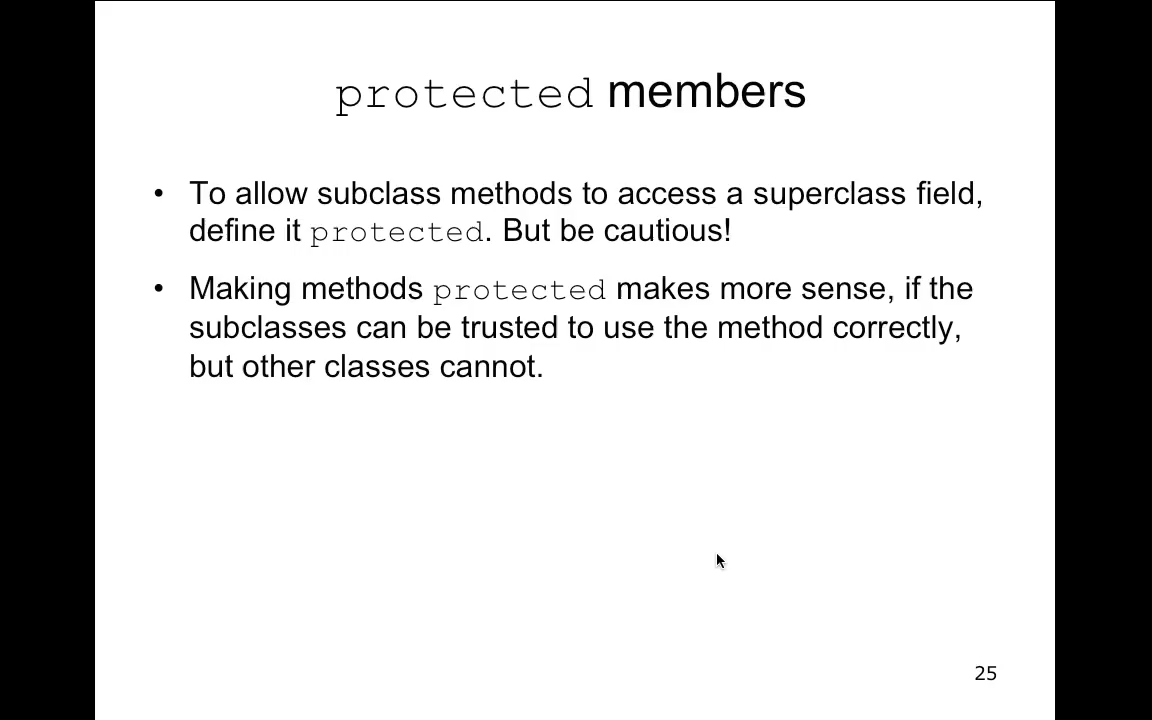 protected members
• To allow subclass methods to access a superclass field,
define it protected. But be cautious!
• Making methods protected makes more sense, if the
subclasses can be trusted to use the method correctly,
but other classes cannot.
25